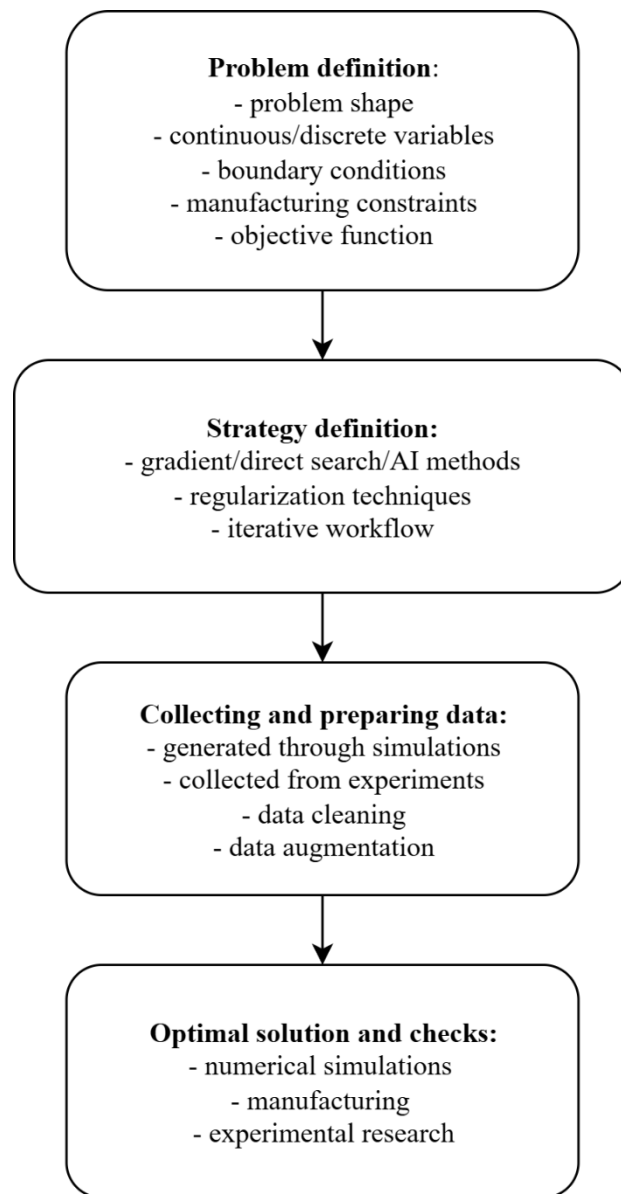 Problem definition:
- problem shape
- continuous/discrete variables
- boundary conditions
- manufacturing constraints
- objective function
Strategy definition:
- gradient/direct search/AI methods
- regularization techniques
- iterative workflow
Collecting and preparing data:
- generated through simulations
- collected from experiments
- data cleaning
- data augmentation
Optimal solution and checks:
- numerical simulations
- manufacturing
- experimental research